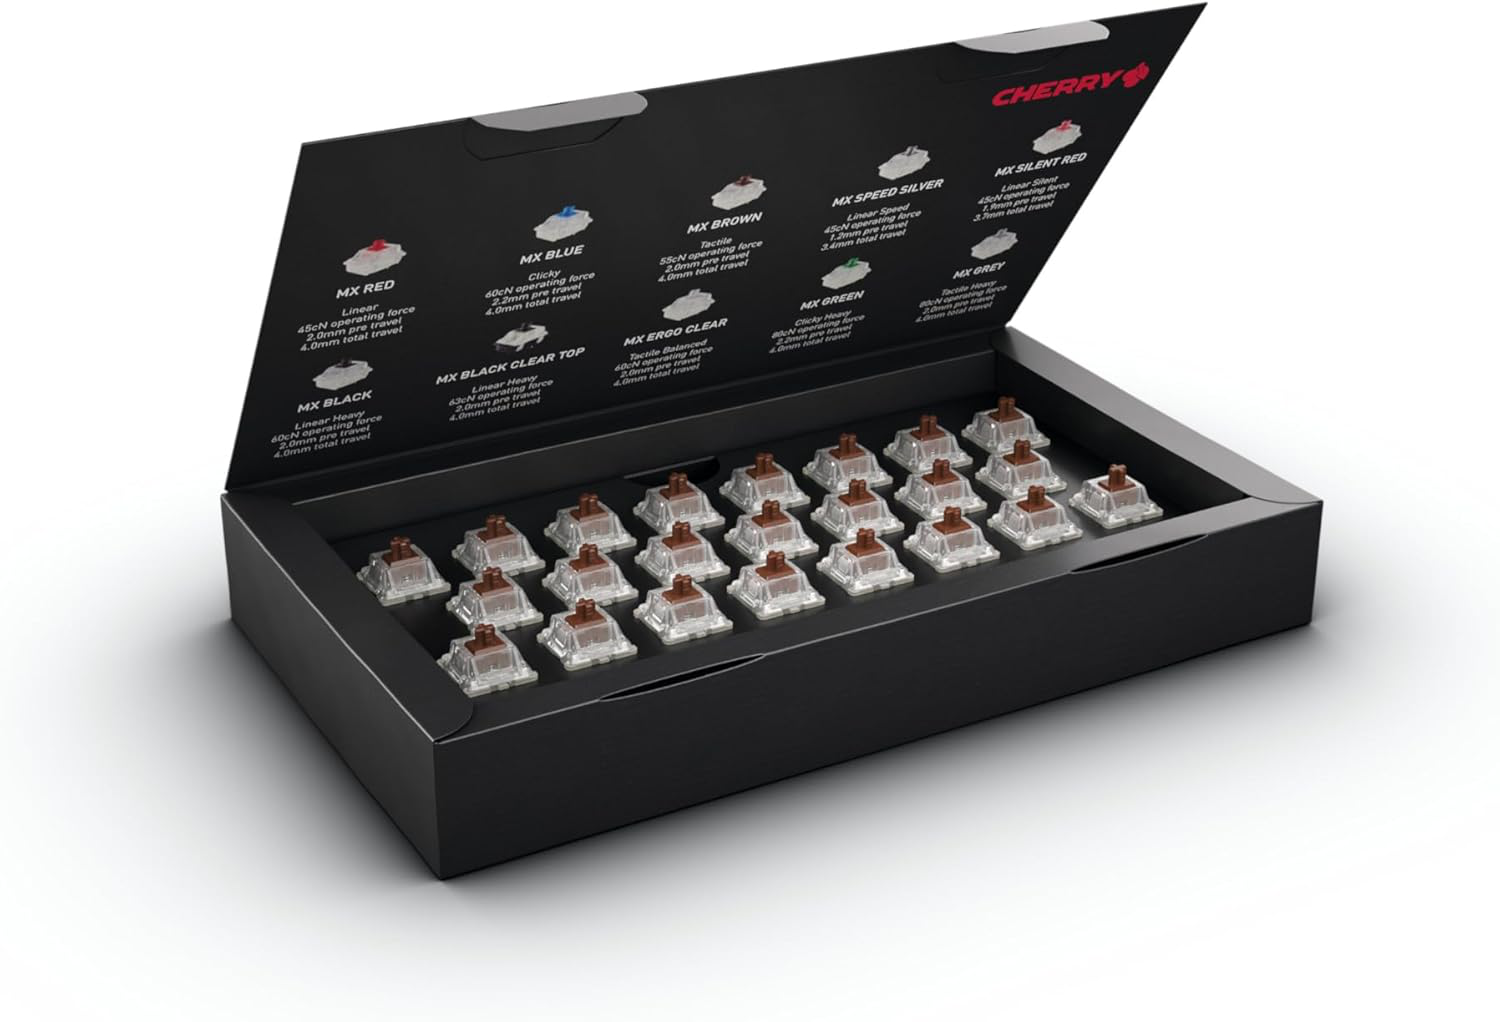 CHERRY
MX RED
Linear
45cN operating force
2.0mm pre travel
4.0mm total travel
MX BLUE
Clicky
60cN operating force
2.2mm pre travel
4.0mm total travel
MX BROWN
Tactile
55cN operating force
2.0mm pre travel
4.0mm total travel
MX SPEED SILVER
Linear Speed
45cN operating force
1.2mm pre travel
3.4mm total travel
MX SILENT RED
Linear Silent
45cN operating force
1.9mm pre travel
3.7mm total travel
MX BLACK
Linear Heavy
60cN operating force
2.0mm pre travel
4.0mm total travel
MX BLACK CLEAR TOP
Linear Heavy
63cN operating force
2.0mm pre travel
4.0mm total travel
MX ERGO CLEAR
Tactile Balanced
60cN operating force
2.0mm pre travel
4.0mm total travel
MX GREEN
Clicky Heavy
80cN operating force
2.2mm pre travel
4.0mm total travel
MX GREY
Tactile Heavy
80cN operating force
2.0mm pre travel
4.0mm total travel